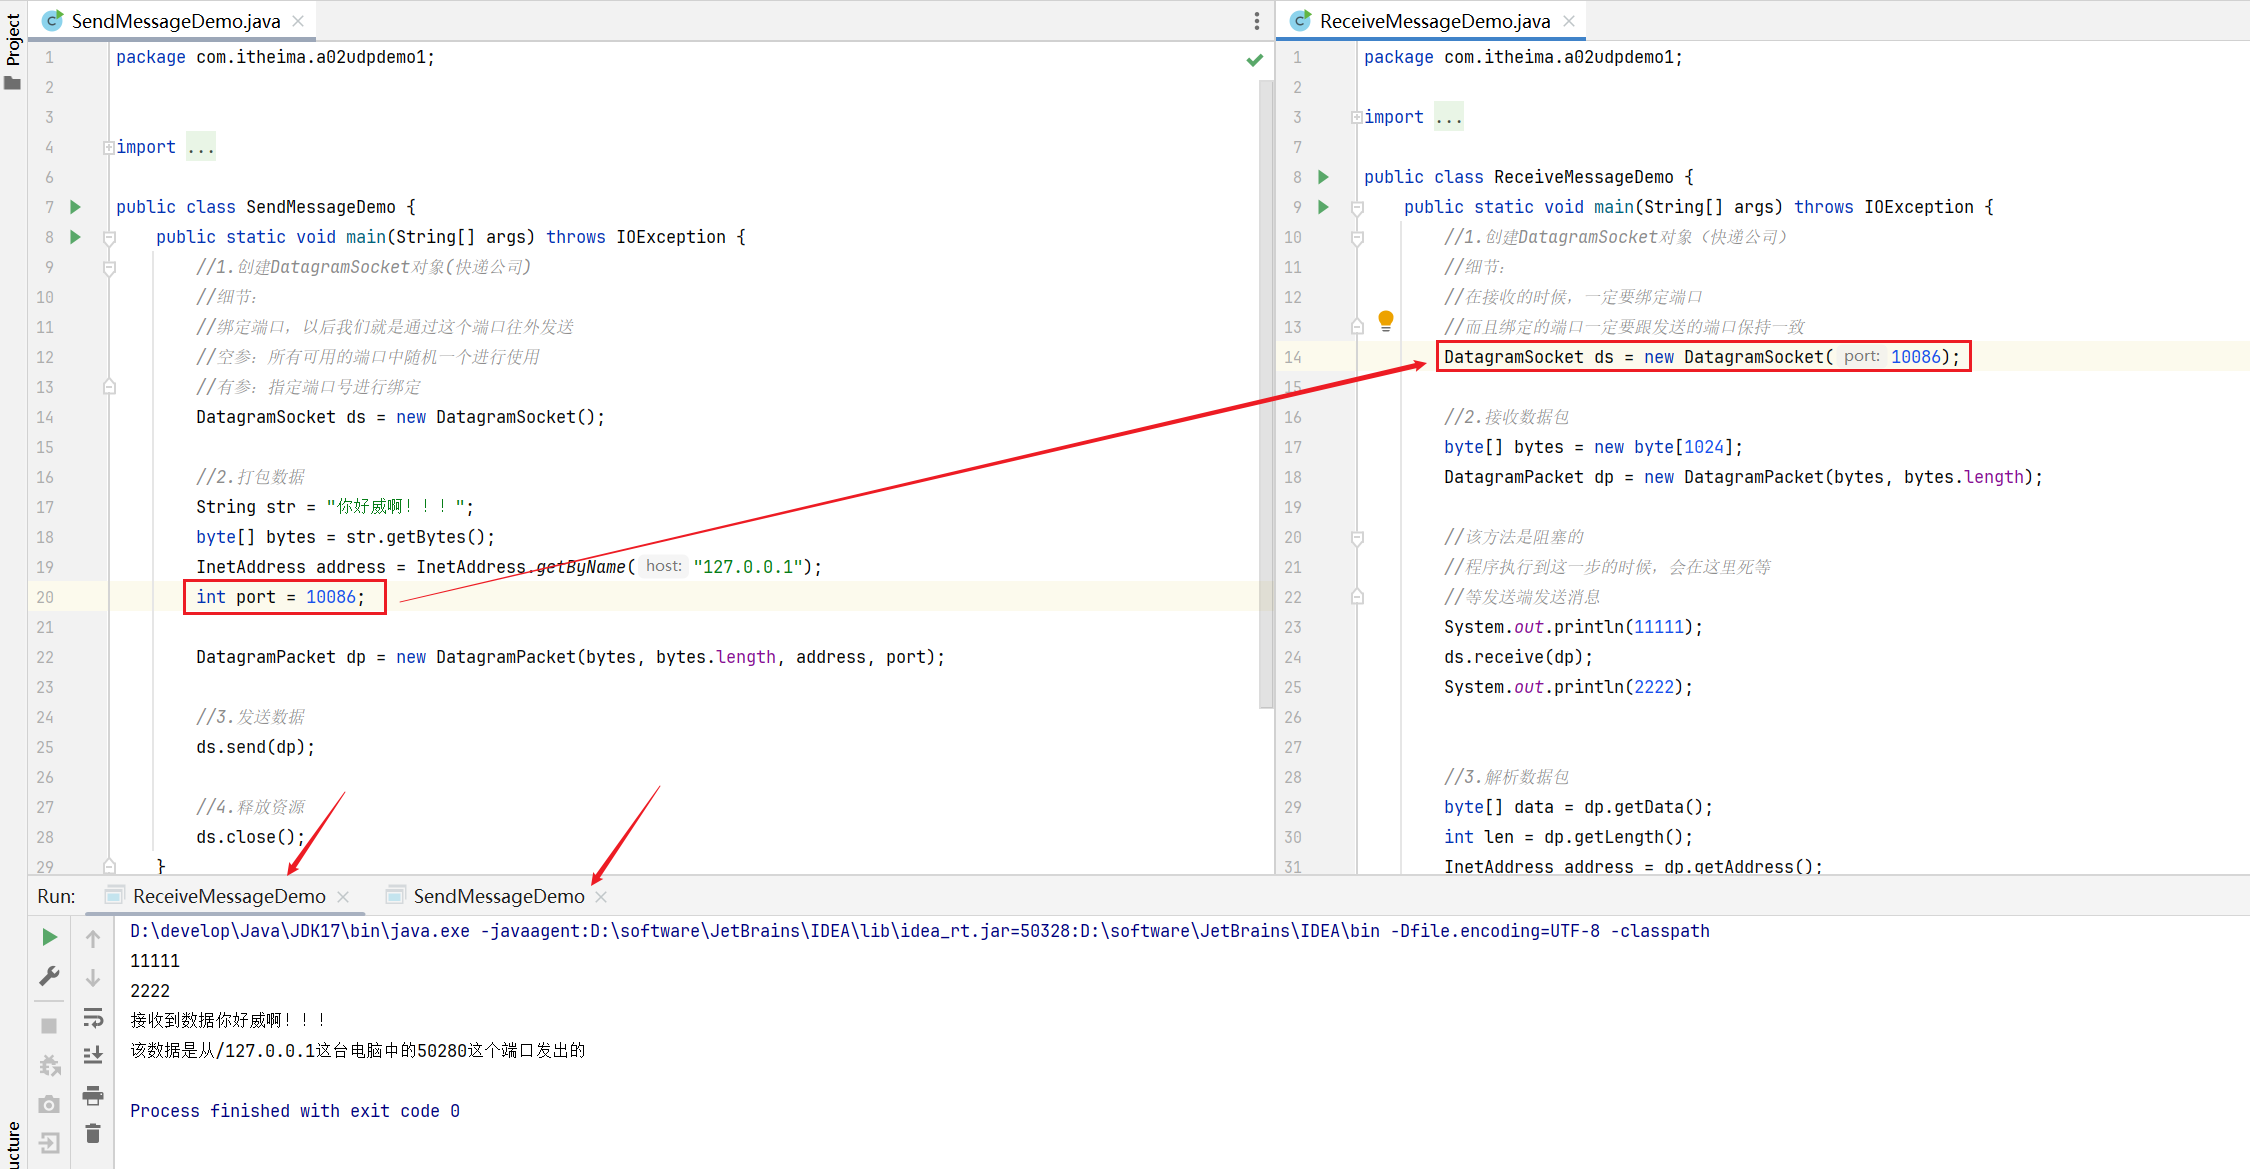 Project
SendMessageDemo.java
1 package com.itheima.a02udpdemo1;
2
3
4 import ...
6
7 public class SendMessageDemo {
8 public static void main(String[] args) throws IOException {
9 //1.创建DatagramSocket对象(快递公司)
10 //细节：
11 //绑定端口，以后我们就是通过这个端口往外发送
12 //空参：所有可用的端口中随机一个进行使用
13 //有参：指定端口号进行绑定
14 DatagramSocket ds = new DatagramSocket();
15
16 //2.打包数据
17 String str = "你好威啊！！！";
18 byte[] bytes = str.getBytes();
19 InetAddress address = InetAddress.getByName( host: "127.0.0.1");
20 int port = 10086;
21
22 DatagramPacket dp = new DatagramPacket(bytes, bytes.length, address, port);
23
24 //3.发送数据
25 ds.send(dp);
26
27 //4.释放资源
28 ds.close();
29 }
ReceiveMessageDemo.java
1 package com.itheima.a02udpdemo1;
2
3 import ...
7
8 public class ReceiveMessageDemo {
9 public static void main(String[] args) throws IOException {
10 //1.创建DatagramSocket对象（快递公司）
11 //细节：
12 //在接收的时候，一定要绑定端口
13 //而且绑定的端口一定要跟发送的端口保持一致
14 DatagramSocket ds = new DatagramSocket( port: 10086);
15
16 //2.接收数据包
17 byte[] bytes = new byte[1024];
18 DatagramPacket dp = new DatagramPacket(bytes, bytes.length);
19
20 //该方法是阻塞的
21 //程序执行到这一步的时候，会在这里死等
22 //等发送端发送消息
23 System.out.println(11111);
24 ds.receive(dp);
25 System.out.println(2222);
26
27
28 //3.解析数据包
29 byte[] data = dp.getData();
30 int len = dp.getLength();
31 InetAddress address = dp.getAddress();
Run: ReceiveMessageDemo SendMessageDemo
D:\develop\Java\JDK17\bin\java.exe -javaagent:D:\software\JetBrains\IDEA\lib\idea_rt.jar=50328:D:\software\JetBrains\IDEA\bin -Dfile.encoding=UTF-8 -classpath
11111
2222
接收到数据你好威啊！！！
该数据是从/127.0.0.1这台电脑中的50280这个端口发出的
Process finished with exit code 0
ucture